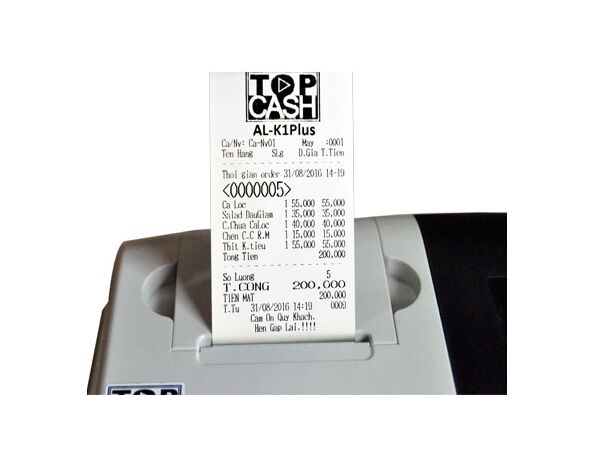 TOP
CASH
AL-K1Plus
Ca/Nv: Ca-Nv01 May :0001
Ten Hang Slg D.Gia T.Tien
Thoi gian order 31/08/2016 14-19
<0000005>
Ca Loc 1 55,000 55,000
Salad DauGiam 1 35,000 35,000
C.Chua CaLoc 1 40,000 40,000
Chen C.C R.M 1 15,000 15,000
Thit K.tieu 1 55,000 55,000
Tong Tien 200,000
So Luong 5
T.CONG 200,000
TIEN MAT 200,000
T.Tu 31/08/2016 14:19 0009
Cam On Quy Khach.
Hen Gap Lai.!!!!
TOP